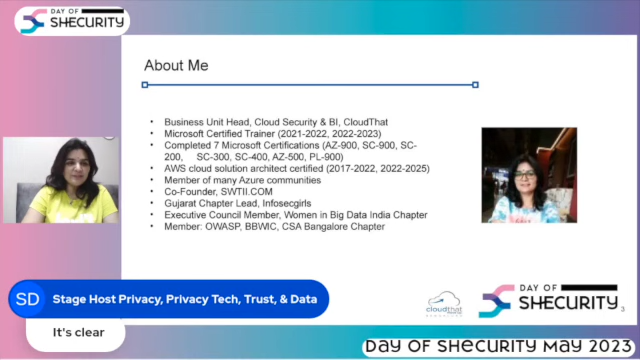 DAY OF
SHECURITY
About Me
• Business Unit Head, Cloud Security & BI, CloudThat
• Microsoft Certified Trainer (2021-2022, 2022-2023)
• Completed 7 Microsoft Certifications (AZ-900, SC-900, SC-
200, SC-300, SC-400, AZ-500, PL-900)
• AWS cloud solution architect certified (2017-2022, 2022-2025)
• Member of many Azure communities
• Co-Founder, SWTII.COM
• Gujarat Chapter Lead, Infosecgirls
• Executive Council Member, Women in Big Data India Chapter
• Member: OWASP, BBWIC, CSA Bangalore Chapter
SD
Stage Host Privacy, Privacy Tech, Trust, & Data
It's clear
cloudthat
DAY OF
SHECURITY
3
DAY OF SHECURITY MAY 2023